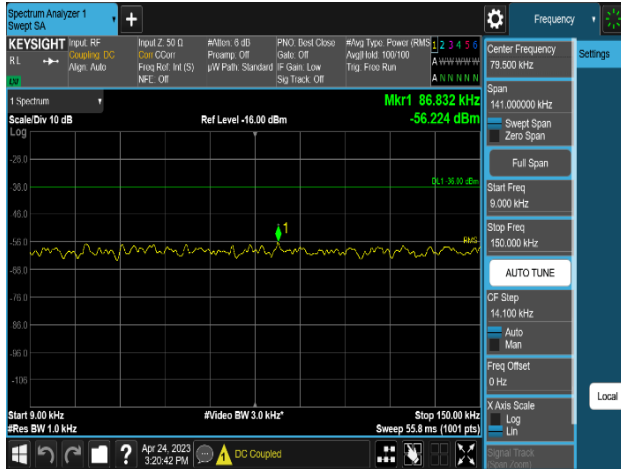 Spectrum Analyzer 1
Swept SA
+
Frequency
KEYSIGHT
Input: RF
Coupling: DC
Align: Auto
Input Z: 50 Ω
Corr CCorr
Freq Ref: Int (S)
NFE: Off
#Atten: 6 dB
Preamp: Off
µW Path: Standard
PNO: Best Close
Gate: Off
IF Gain: Low
Sig Track: Off
#Avg Type: Power (RMS
Avg|Hold: 100/100
Trig: Free Run
1 2 3 4 5 6
A W W W W W
A N N N N N
R L
1 Spectrum
Scale/Div 10 dB
Ref Level -16.00 dBm
Mkr1 86.832 kHz
-56.224 dBm
Log
-26.0
-36.0
-46.0
-56.0
-66.0
-76.0
-86.0
-96.0
-106
DL1 -36.00 dBm
1
RMS
Start 9.00 kHz
#Video BW 3.0 kHz*
Stop 150.00 kHz
#Res BW 1.0 kHz
Sweep 55.8 ms (1001 pts)
?
Apr 24, 2023
3:20:42 PM
DC Coupled
Center Frequency
79.500 kHz
Settings
Span
141.000000 kHz
Swept Span
Zero Span
Full Span
Start Freq
9.000 kHz
Stop Freq
150.000 kHz
AUTO TUNE
CF Step
14.100 kHz
Auto
Man
Freq Offset
0 Hz
Local
X Axis Scale
Log
Lin
Signal Track